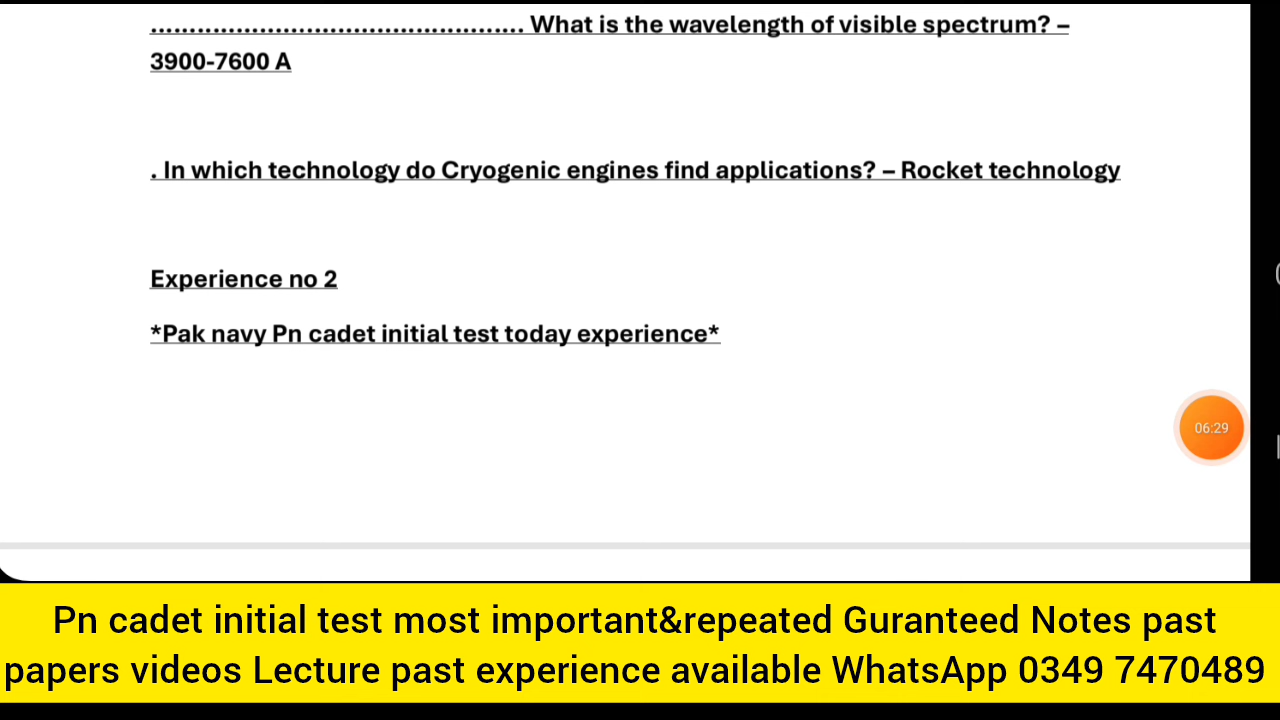 ................................................ What is the wavelength of visible spectrum? –
3900-7600 A
. In which technology do Cryogenic engines find applications? – Rocket technology
Experience no 2
*Pak navy Pn cadet initial test today experience*
06:29
Pn cadet initial test most important&repeated Guranteed Notes past
papers videos Lecture past experience available WhatsApp 0349 7470489